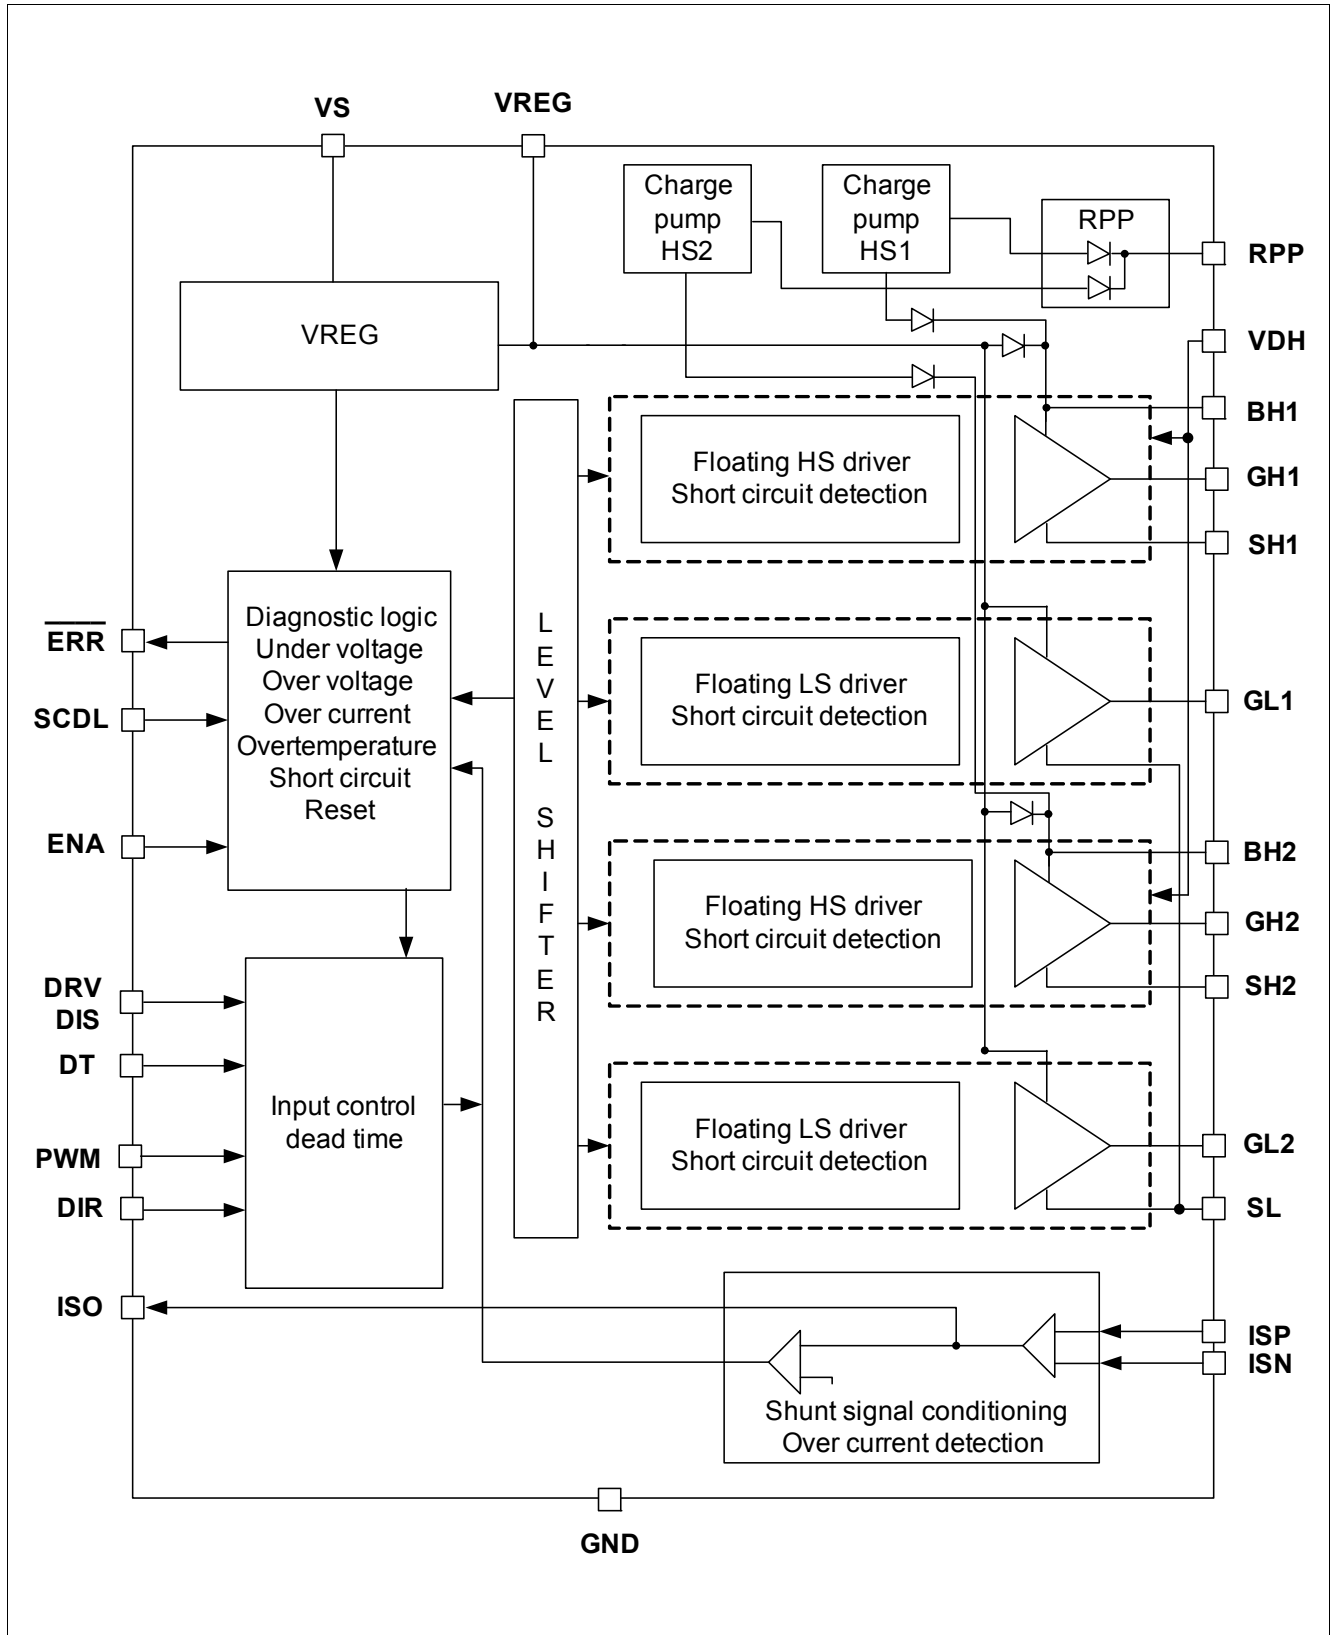 VS
VREG
Charge
pump
HS2
Charge
pump
HS1
RPP
RPP
VREG
VDH
BH1
Floating HS driver
Short circuit detection
GH1
SH1
ERR
SCDL
ENA
Diagnostic logic
Under voltage
Over voltage
Over current
Overtemperature
Short circuit
Reset
LEVEL SHIFTER
Floating LS driver
Short circuit detection
GL1
BH2
Floating HS driver
Short circuit detection
GH2
SH2
DRV
DIS
DT
PWM
DIR
Input control
dead time
Floating LS driver
Short circuit detection
GL2
SL
ISO
ISP
ISN
Shunt signal conditioning
Over current detection
GND